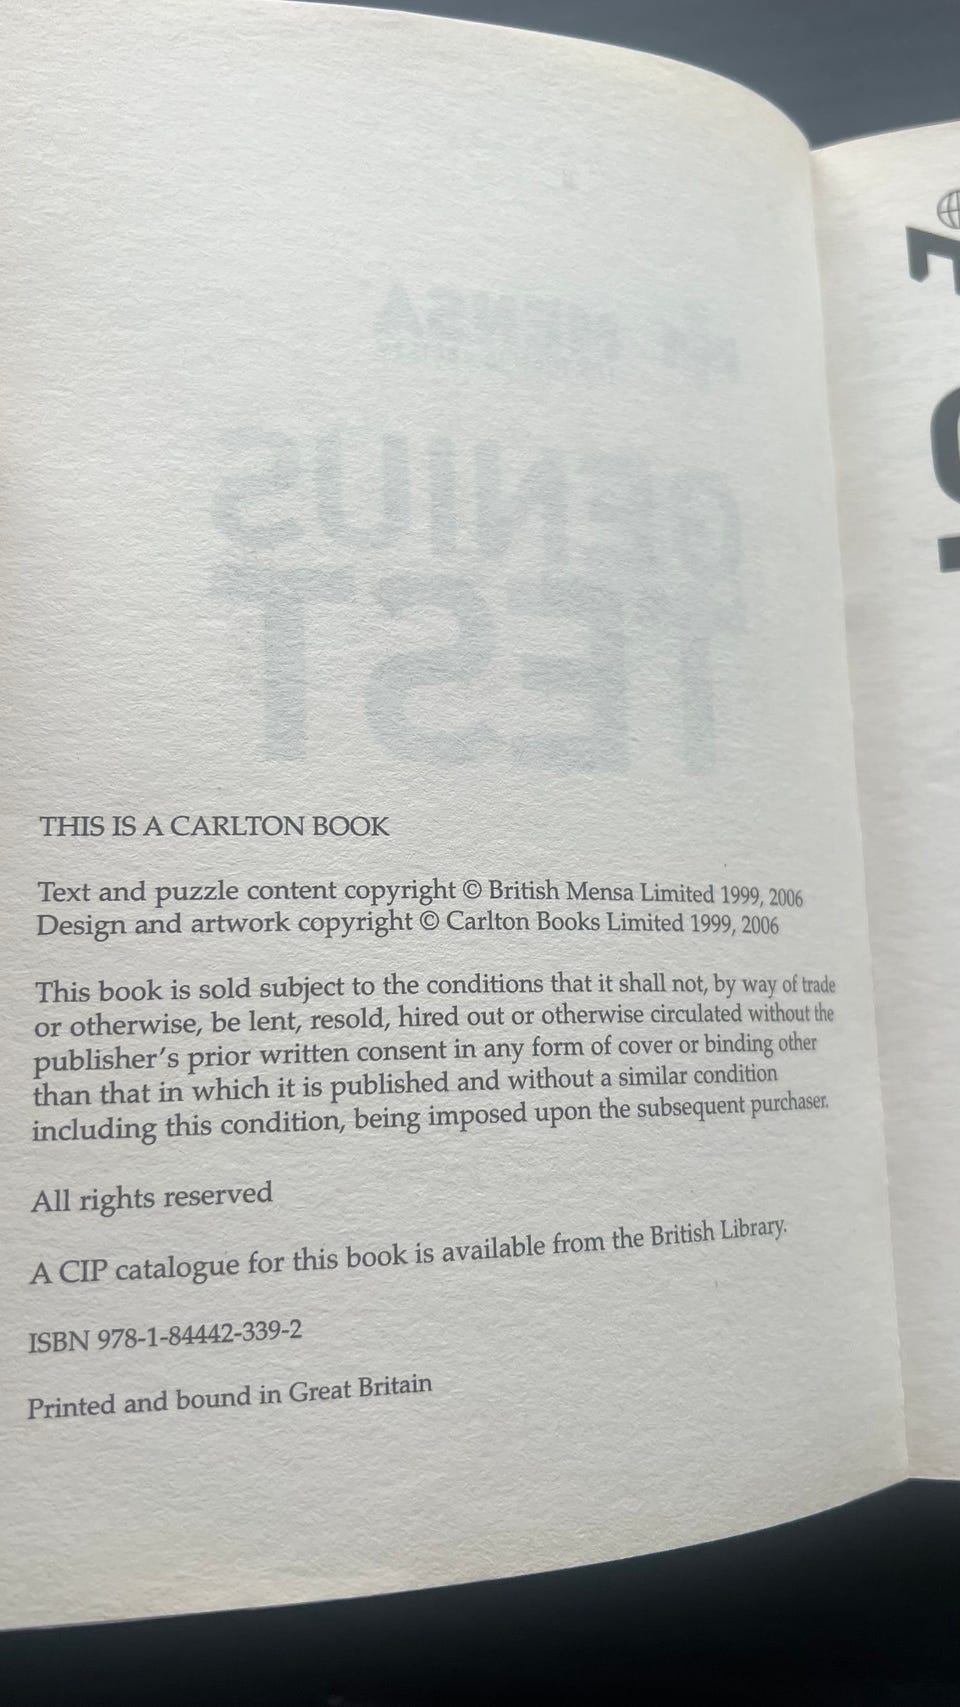 MENSA
GENIUS
TEST
THIS IS A CARLTON BOOK
Text and puzzle content copyright © British Mensa Limited 1999, 2006
Design and artwork copyright © Carlton Books Limited 1999, 2006
This book is sold subject to the conditions that it shall not, by way of trade
or otherwise, be lent, resold, hired out or otherwise circulated without the
publisher's prior written consent in any form of cover or binding other
than that in which it is published and without a similar condition
including this condition, being imposed upon the subsequent purchaser.
All rights reserved
A CIP catalogue for this book is available from the British Library.
ISBN 978-1-84442-339-2
Printed and bound in Great Britain